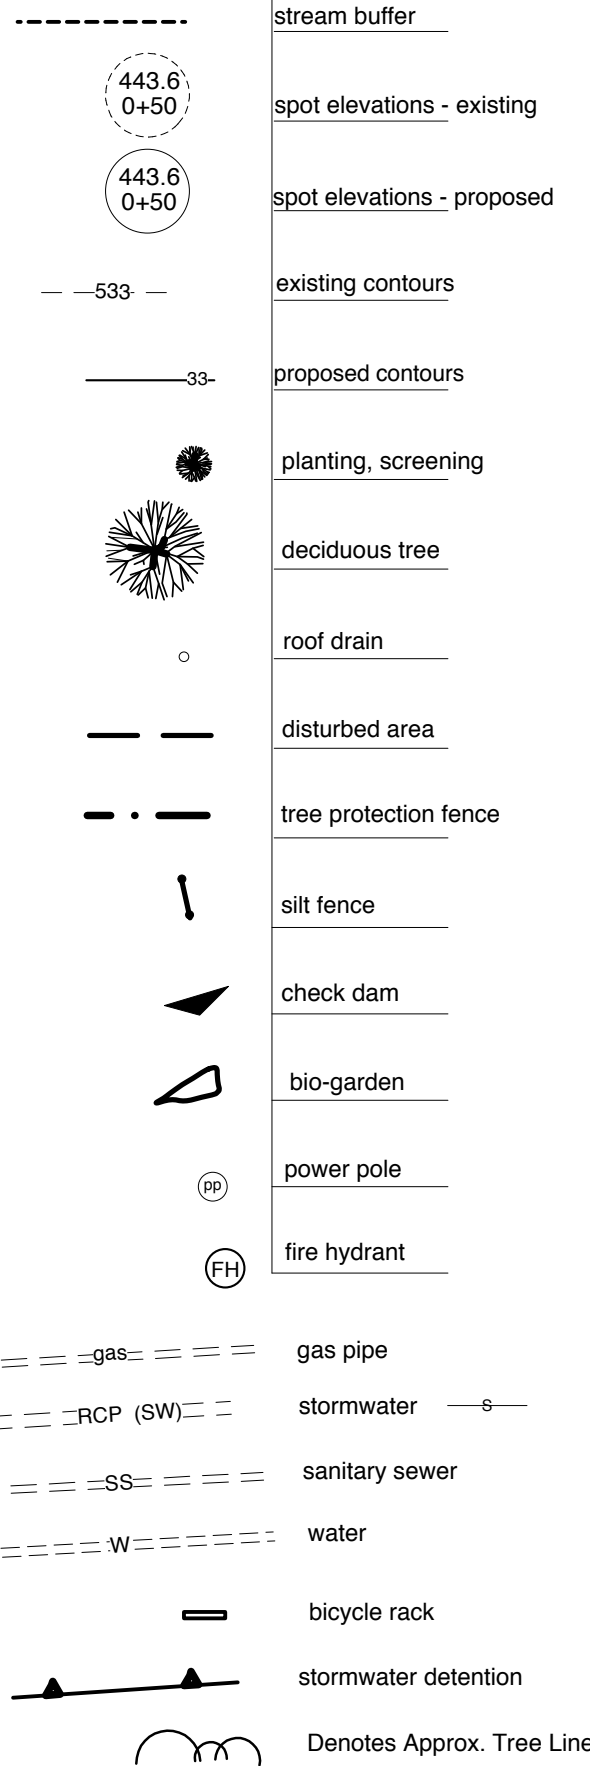 stream buffer
443.6
0+50
spot elevations - existing
443.6
0+50
spot elevations - proposed
533
existing contours
33
proposed contours
planting, screening
deciduous tree
roof drain
disturbed area
tree protection fence
silt fence
check dam
bio-garden
pp
power pole
FH
fire hydrant
gas
gas pipe
RCP (SW)
stormwater
S
SS
sanitary sewer
W
water
bicycle rack
stormwater detention
Denotes Approx. Tree Line